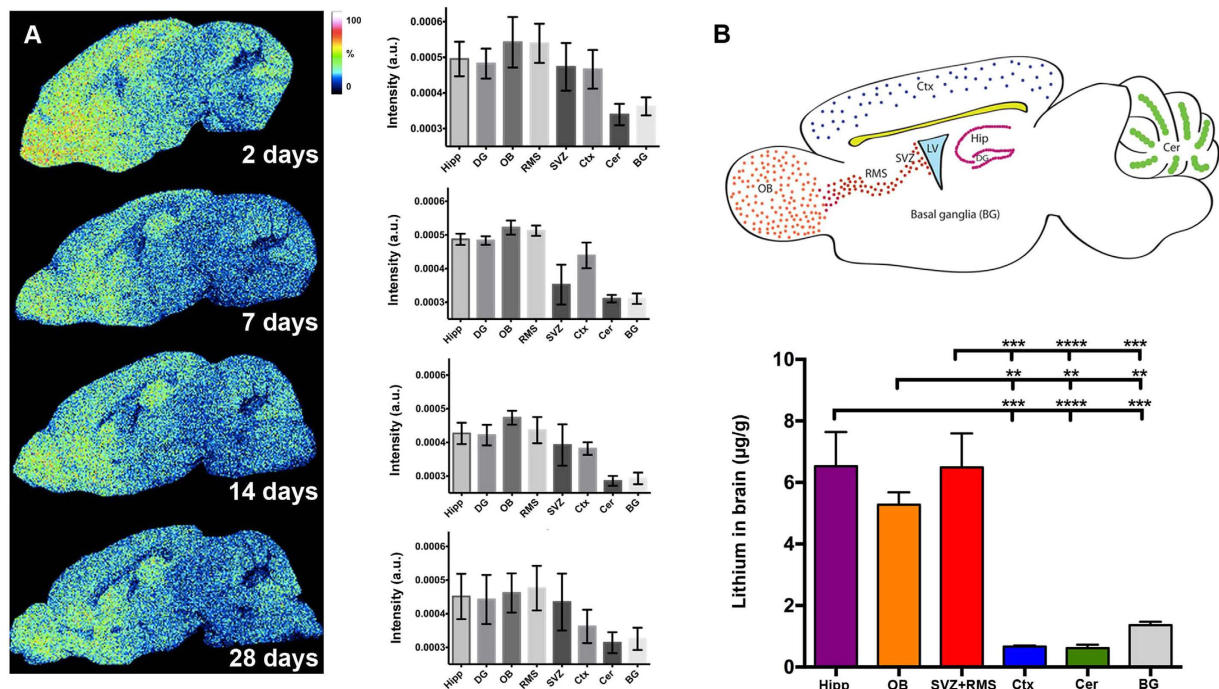 A
100
%
0
2 days
7 days
14 days
28 days
Intensity (a.u.)
0.0006
0.0005
0.0004
0.0003
Hipp DG OB RMS SVZ Ctx Cer BG
Intensity (a.u.)
0.0006
0.0005
0.0004
0.0003
Hipp DG OB RMS SVZ Ctx Cer BG
Intensity (a.u.)
0.0006
0.0005
0.0004
0.0003
Hipp DG OB RMS SVZ Ctx Cer BG
Intensity (a.u.)
0.0006
0.0005
0.0004
0.0003
Hipp DG OB RMS SVZ Ctx Cer BG
B
Ctx
Hip
DG
LV
SVZ
RMS
OB
Cer
Basal ganglia (BG)
*** **** ***
** ** **
*** **** ***
Lithium in brain (µg/g)
10
8
6
4
2
0
Hipp OB SVZ+RMS Ctx Cer BG